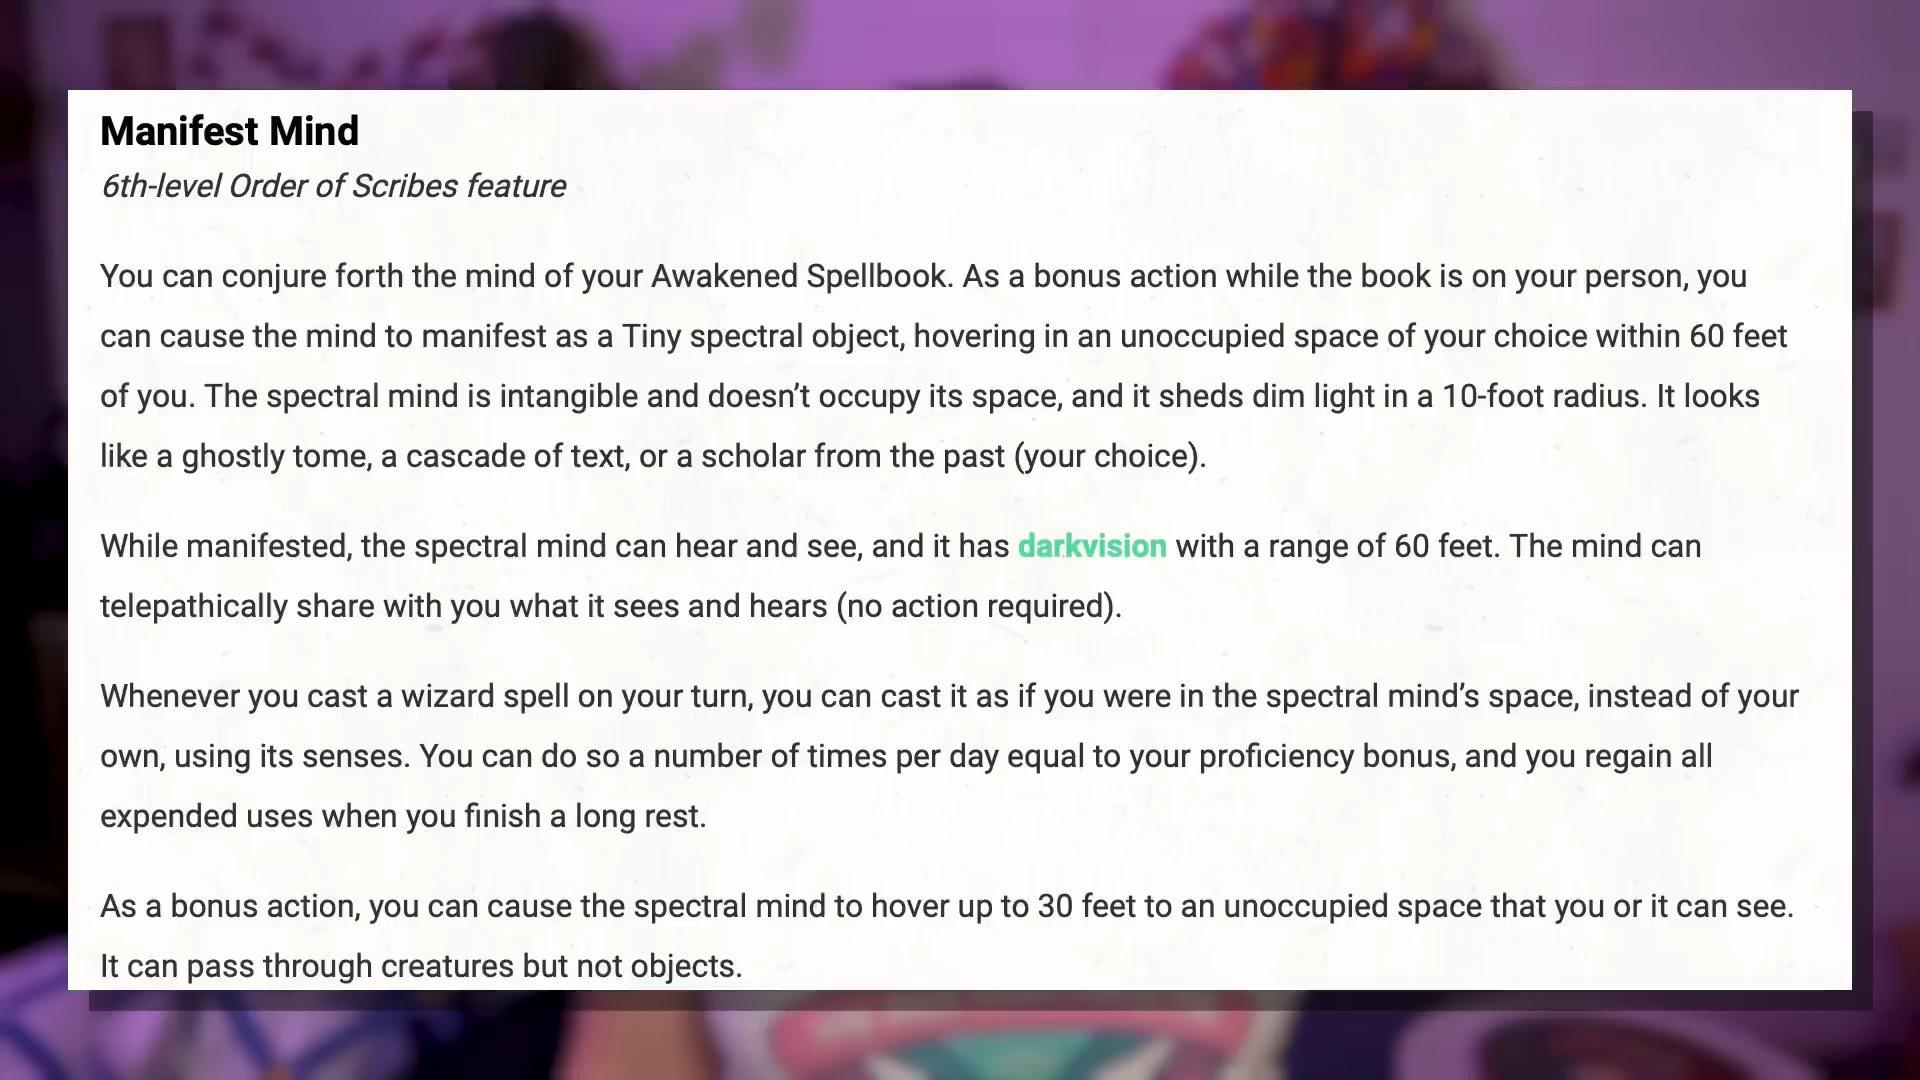 Manifest Mind
6th-level Order of Scribes feature
You can conjure forth the mind of your Awakened Spellbook. As a bonus action while the book is on your person, you
can cause the mind to manifest as a Tiny spectral object, hovering in an unoccupied space of your choice within 60 feet
of you. The spectral mind is intangible and doesn’t occupy its space, and it sheds dim light in a 10-foot radius. It looks
like a ghostly tome, a cascade of text, or a scholar from the past (your choice).
While manifested, the spectral mind can hear and see, and it has darkvision with a range of 60 feet. The mind can
telepathically share with you what it sees and hears (no action required).
Whenever you cast a wizard spell on your turn, you can cast it as if you were in the spectral mind’s space, instead of your
own, using its senses. You can do so a number of times per day equal to your proficiency bonus, and you regain all
expended uses when you finish a long rest.
As a bonus action, you can cause the spectral mind to hover up to 30 feet to an unoccupied space that you or it can see.
It can pass through creatures but not objects.